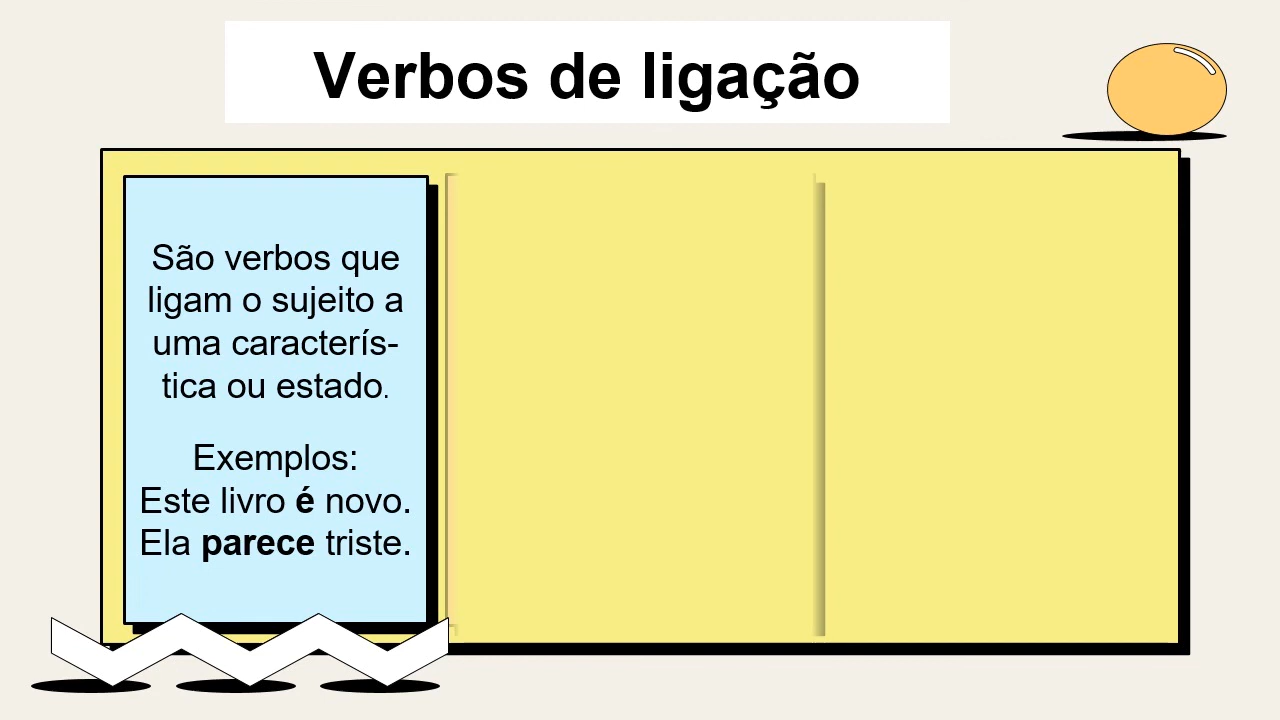 Verbos de ligação
São verbos que
ligam o sujeito a
uma caracterís-
tica ou estado.
Exemplos:
Este livro é novo.
Ela parece triste.